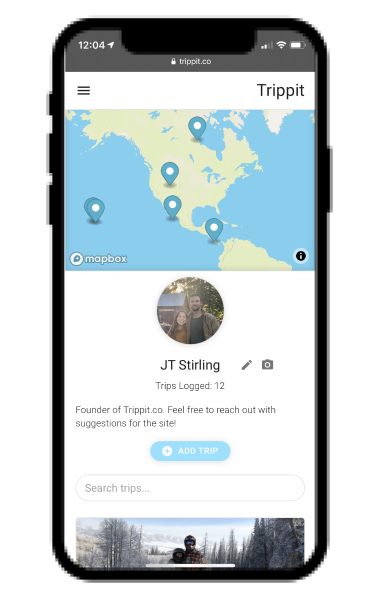 12:04
trippit.co
Trippit
mapbox
JT Stirling
Trips Logged: 12
Founder of Trippit.co. Feel free to reach out with
suggestions for the site!
ADD TRIP
Search trips...